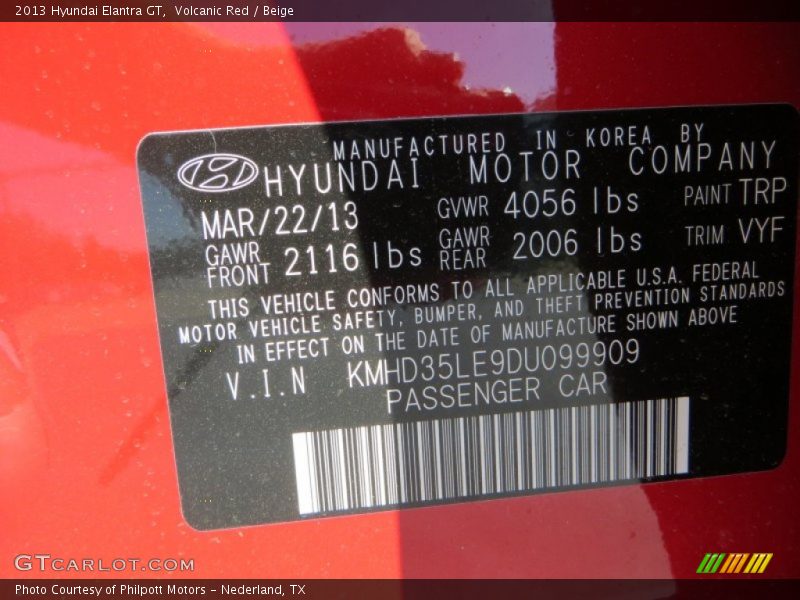 2013 Hyundai Elantra GT, Volcanic Red / Beige
MANUFACTURED IN KOREA BY
HYUNDAI MOTOR COMPANY
MAR/22/13 GVWR 4056 lbs PAINT TRP
GAWR FRONT 2116 lbs GAWR REAR 2006 lbs TRIM VYF
THIS VEHICLE CONFORMS TO ALL APPLICABLE U.S.A. FEDERAL
MOTOR VEHICLE SAFETY, BUMPER, AND THEFT PREVENTION STANDARDS
IN EFFECT ON THE DATE OF MANUFACTURE SHOWN ABOVE
V.I.N KMHD35LE9DU099909
PASSENGER CAR
GTCARLOT.COM
Photo Courtesy of Philpott Motors - Nederland, TX